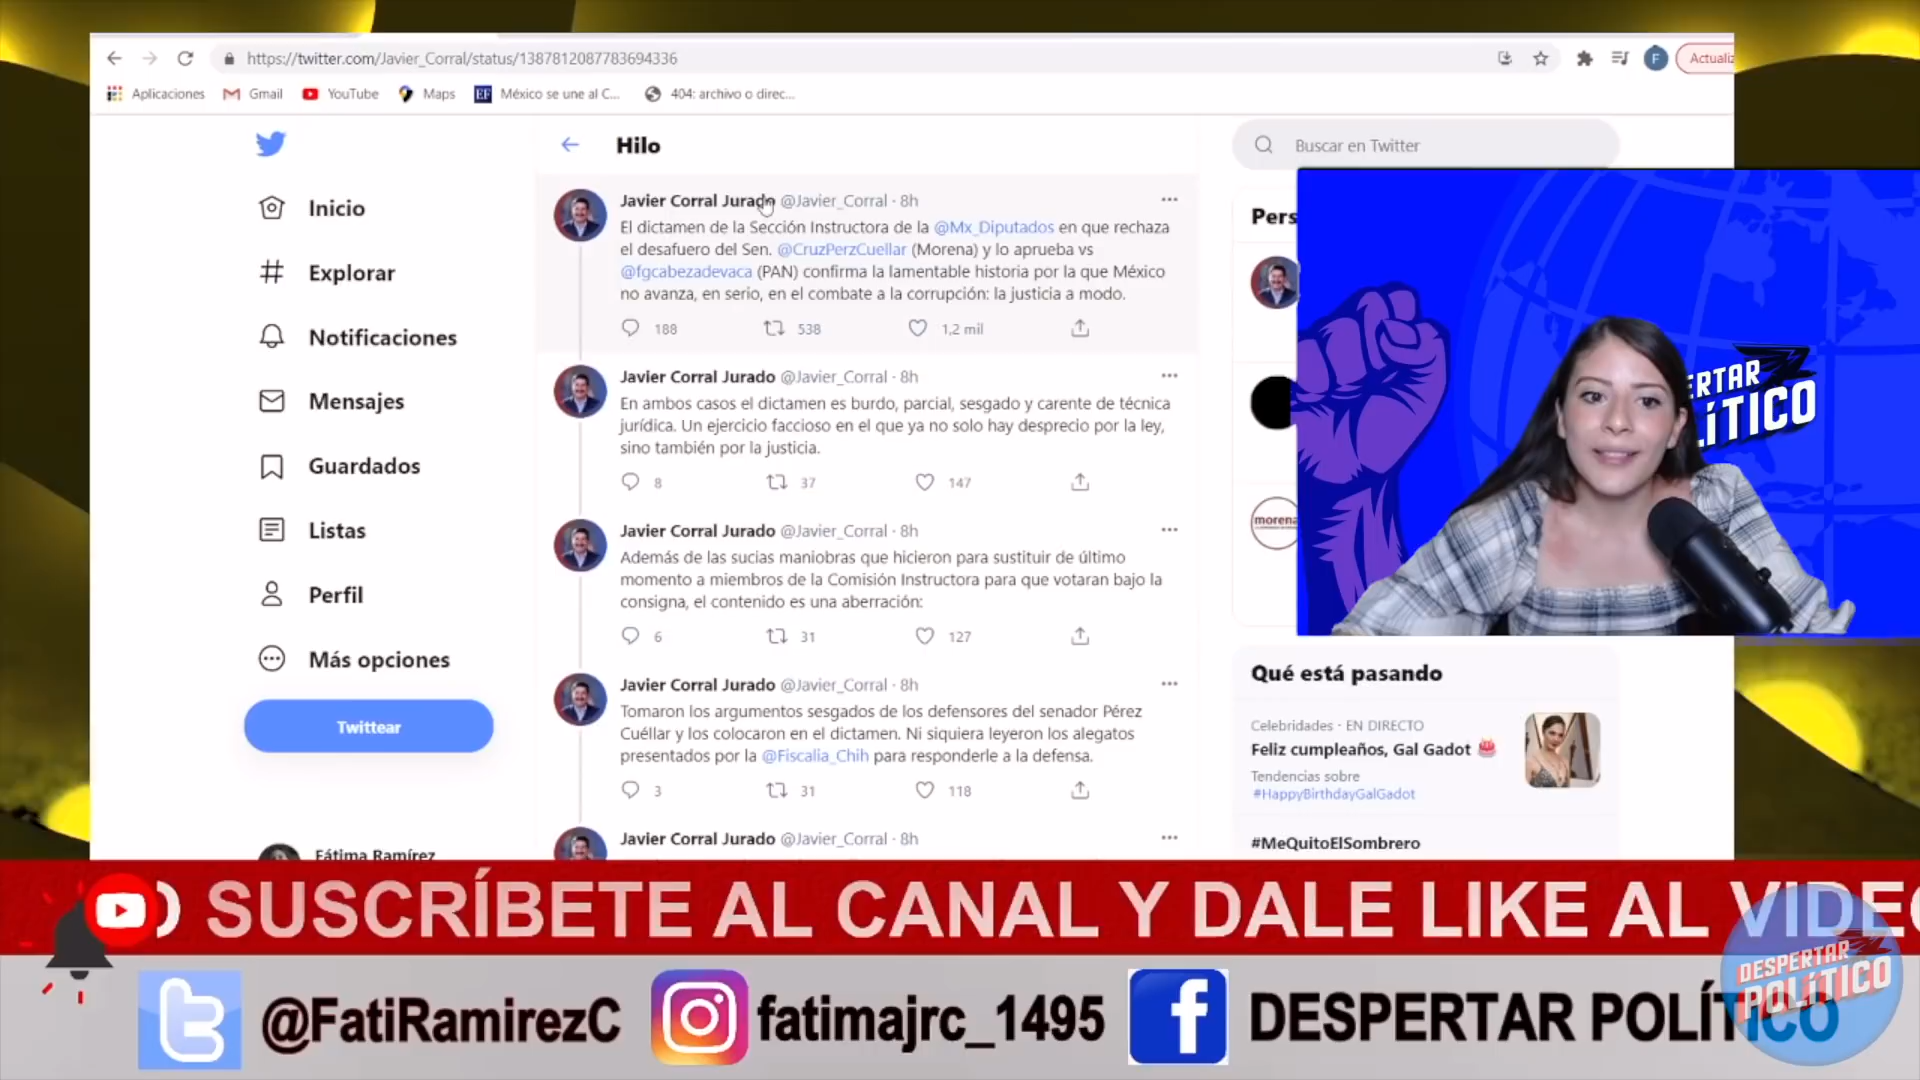 https://twitter.com/Javier_Corral/status/1387812087783694336
F
Actualiz
Aplicaciones
Gmail
YouTube
Maps
EF
México se une al C...
404: archivo o direc...
Hilo
Buscar en Twitter
Inicio
Explorar
Notificaciones
Mensajes
Guardados
Listas
Perfil
Más opciones
Twittear
Fátima Ramírez
Javier Corral Jurado @Javier_Corral · 8h
El dictamen de la Sección Instructora de la @Mx_Diputados en que rechaza
el desafuero del Sen. @CruzPerzCuellar (Morena) y lo aprueba vs
@fgcabezadevaca (PAN) confirma la lamentable historia por la que México
no avanza, en serio, en el combate a la corrupción: la justicia a modo.
188 538 1,2 mil
Javier Corral Jurado @Javier_Corral · 8h
En ambos casos el dictamen es burdo, parcial, sesgado y carente de técnica
jurídica. Un ejercicio faccioso en el que ya no solo hay desprecio por la ley,
sino también por la justicia.
8 37 147
Javier Corral Jurado @Javier_Corral · 8h
Además de las sucias maniobras que hicieron para sustituir de último
momento a miembros de la Comisión Instructora para que votaran bajo la
consigna, el contenido es una aberración:
6 31 127
Javier Corral Jurado @Javier_Corral · 8h
Tomaron los argumentos sesgados de los defensores del senador Pérez
Cuéllar y los colocaron en el dictamen. Ni siquiera leyeron los alegatos
presentados por la @Fiscalia_Chih para responderle a la defensa.
3 31 118
Javier Corral Jurado @Javier_Corral · 8h
Pers
morena
ERTAR
LÍTICO
Qué está pasando
Celebridades · EN DIRECTO
Feliz cumpleaños, Gal Gadot
Tendencias sobre
#HappyBirthdayGalGadot
#MeQuitoElSombrero
O SUSCRÍBETE AL CANAL Y DALE LIKE AL VIDEO
@FatiRamirezC
fatimajrc_1495
DESPERTAR POLÍTICO
DESPERTAR
POLÍTICO